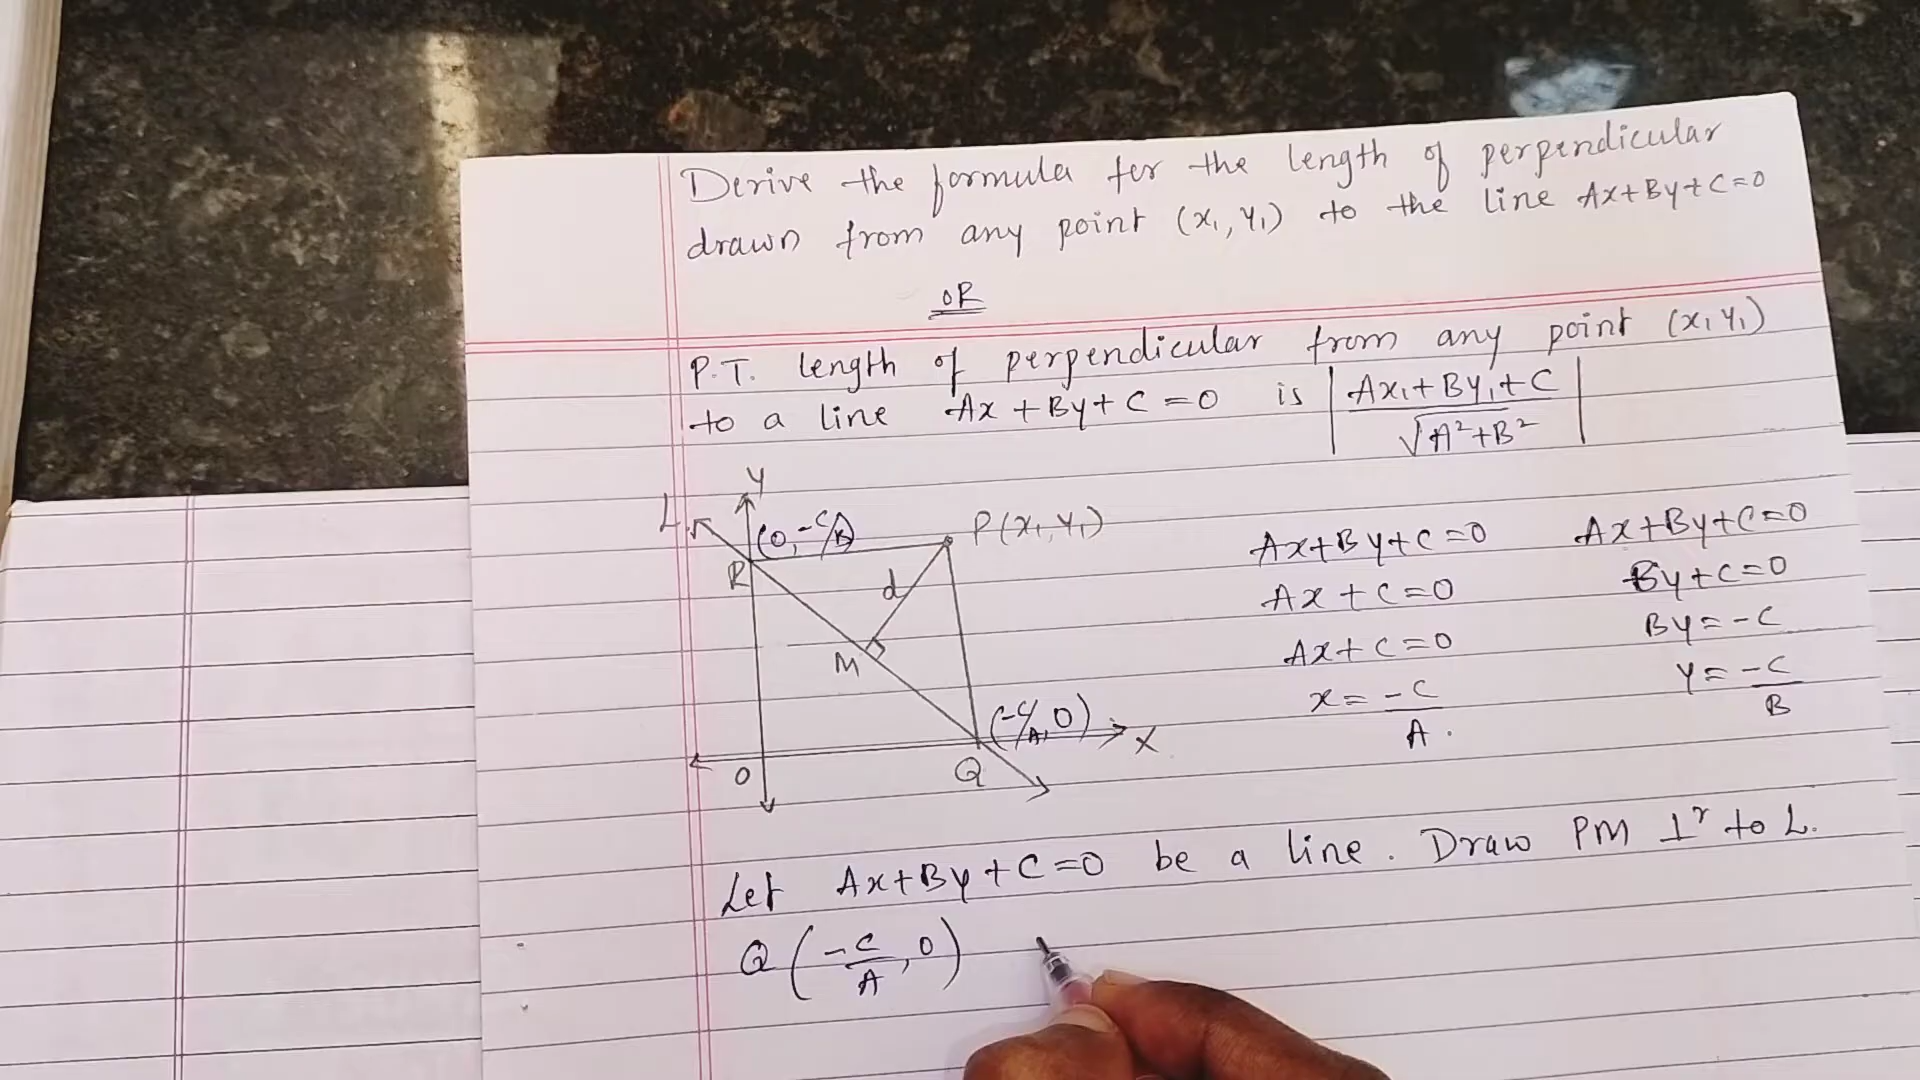 Derive the formula for the length of perpendicular
drawn from any point (x₁, y₁) to the line Ax+By+C=0
OR
P.T. length of perpendicular from any point (x₁ y₁)
to a line Ax+By+C=0 is |Ax₁+By₁+C / √A²+B²|
Y
L
(0, -C/B)
P(x₁, y₁)
R
d
M
(-C/A, 0)
X
O
Q
Ax+By+C=0
Ax+C=0
Ax+C=0
x = -C/A.
Ax+By+C=0
By+C=0
By = -C
y = -C/B
Let Ax+By+C=0 be a line. Draw PM ⊥r to L.
Q (-C/A, 0)